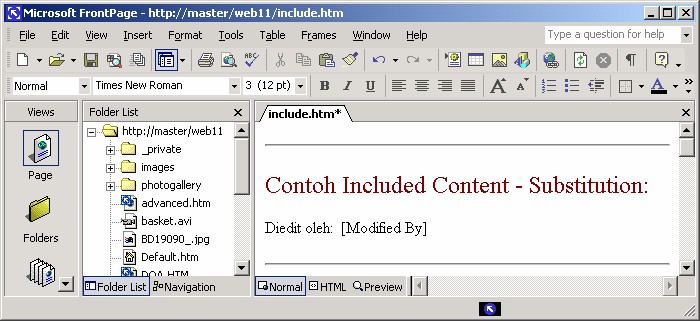 Microsoft FrontPage - http://master/web11/include.htm
File Edit View Insert Format Tools Table Frames Window Help Type a question for help
Normal Times New Roman 3 (12 pt) B I U A A A
Views
Page
Folders
Folder List
http://master/web11
_private
images
photogallery
advanced.htm
basket.avi
BD19090_.jpg
Default.htm
DOA.HTM
Folder List Navigation
include.htm*
Contoh Included Content - Substitution:
Diedit oleh: [Modified By]
Normal HTML Preview